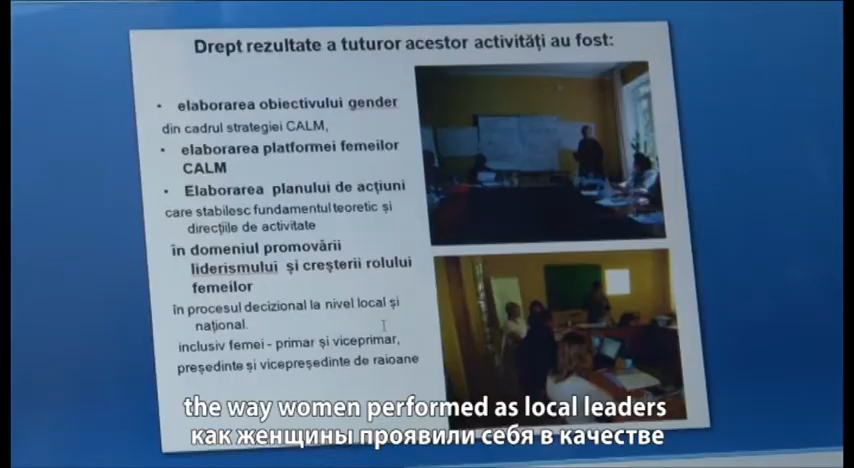 Drept rezultate a tuturor acestor activități au fost:
• elaborarea obiectivului gender
din cadrul strategiei CALM,
• elaborarea platformei femeilor
CALM
• Elaborarea planului de acțiuni
care stabilesc fundamentul teoretic și
direcțiile de activitate
în domeniul promovării
liderismului și creșterii rolului
femeilor
în procesul decizional la nivel local și
național.
inclusiv femei - primar și viceprimar,
președinte și vicepreședinte de raioane
the way women performed as local leaders
как женщины проявили себя в качестве